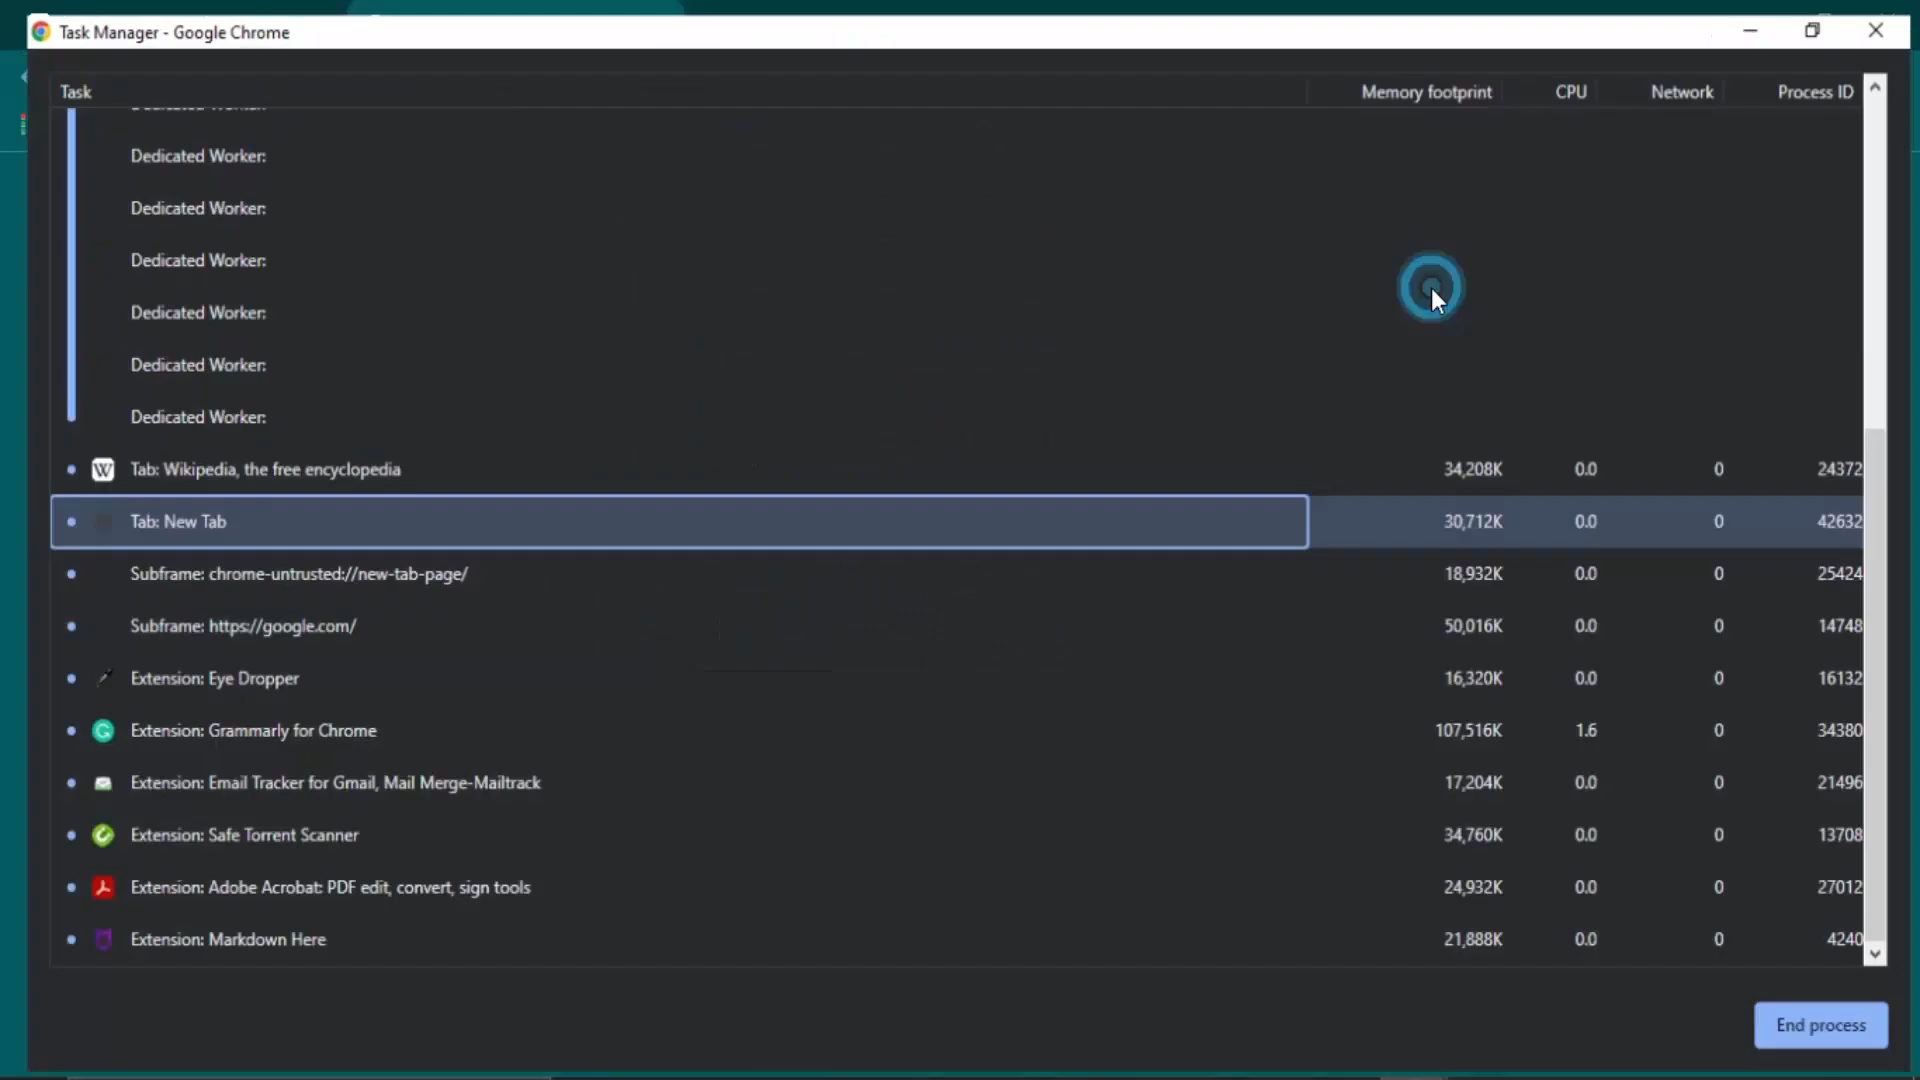 Task Manager - Google Chrome
Task Memory footprint CPU Network Process ID
Dedicated Worker:
Dedicated Worker:
Dedicated Worker:
Dedicated Worker:
Dedicated Worker:
Dedicated Worker:
Dedicated Worker:
W Tab: Wikipedia, the free encyclopedia 34,208K 0.0 0 24372
Tab: New Tab 30,712K 0.0 0 42632
Subframe: chrome-untrusted://new-tab-page/ 18,932K 0.0 0 25424
Subframe: https://google.com/ 50,016K 0.0 0 14748
Extension: Eye Dropper 16,320K 0.0 0 16132
G Extension: Grammarly for Chrome 107,516K 1.6 0 34380
Extension: Email Tracker for Gmail, Mail Merge-Mailtrack 17,204K 0.0 0 21496
Extension: Safe Torrent Scanner 34,760K 0.0 0 13708
Extension: Adobe Acrobat: PDF edit, convert, sign tools 24,932K 0.0 0 27012
Extension: Markdown Here 21,888K 0.0 0 4240
End process